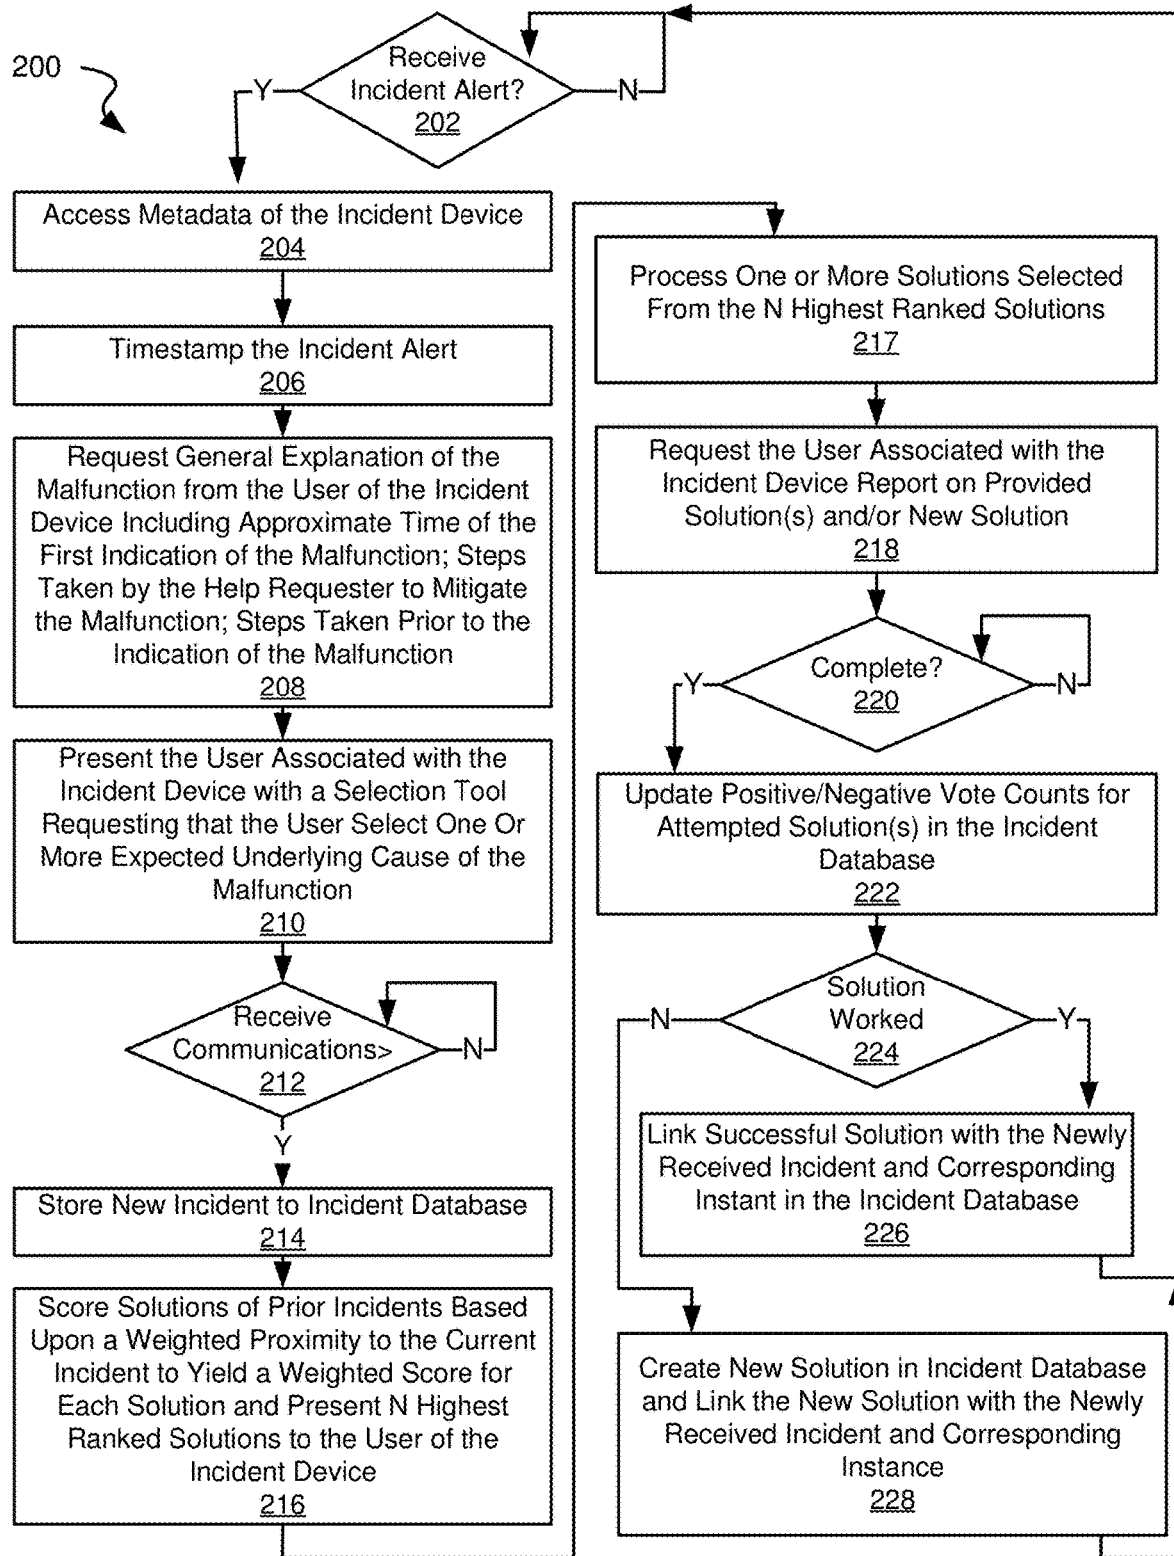 200
Receive
Incident Alert?
202
Y
N
Access Metadata of the Incident Device
204
Timestamp the Incident Alert
206
Request General Explanation of the
Malfunction from the User of the Incident
Device Including Approximate Time of the
First Indication of the Malfunction; Steps
Taken by the Help Requester to Mitigate
the Malfunction; Steps Taken Prior to the
Indication of the Malfunction
208
Present the User Associated with the
Incident Device with a Selection Tool
Requesting that the User Select One Or
More Expected Underlying Cause of the
Malfunction
210
Receive
Communications>
212
N
Y
Store New Incident to Incident Database
214
Score Solutions of Prior Incidents Based
Upon a Weighted Proximity to the Current
Incident to Yield a Weighted Score for
Each Solution and Present N Highest
Ranked Solutions to the User of the
Incident Device
216
Process One or More Solutions Selected
From the N Highest Ranked Solutions
217
Request the User Associated with the
Incident Device Report on Provided
Solution(s) and/or New Solution
218
Complete?
220
Y
N
Update Positive/Negative Vote Counts for
Attempted Solution(s) in the Incident
Database
222
Solution
Worked
224
N
Y
Link Successful Solution with the Newly
Received Incident and Corresponding
Instant in the Incident Database
226
Create New Solution in Incident Database
and Link the New Solution with the Newly
Received Incident and Corresponding
Instance
228